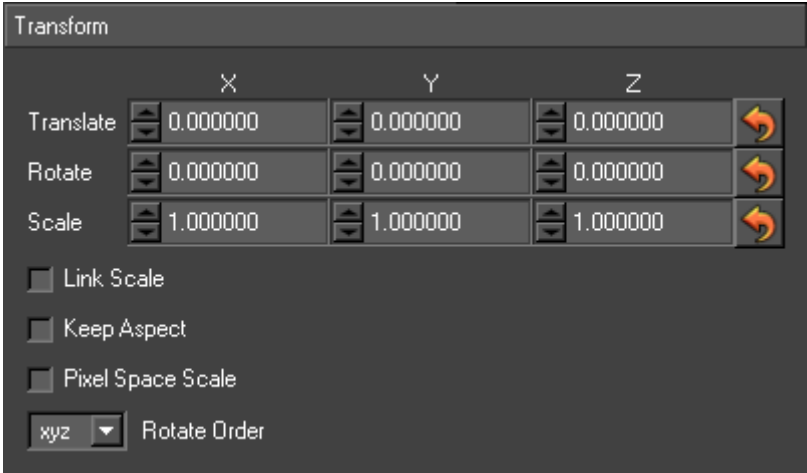 Transform
X Y Z
Translate 0.000000 0.000000 0.000000
Rotate 0.000000 0.000000 0.000000
Scale 1.000000 1.000000 1.000000
Link Scale
Keep Aspect
Pixel Space Scale
xyz Rotate Order